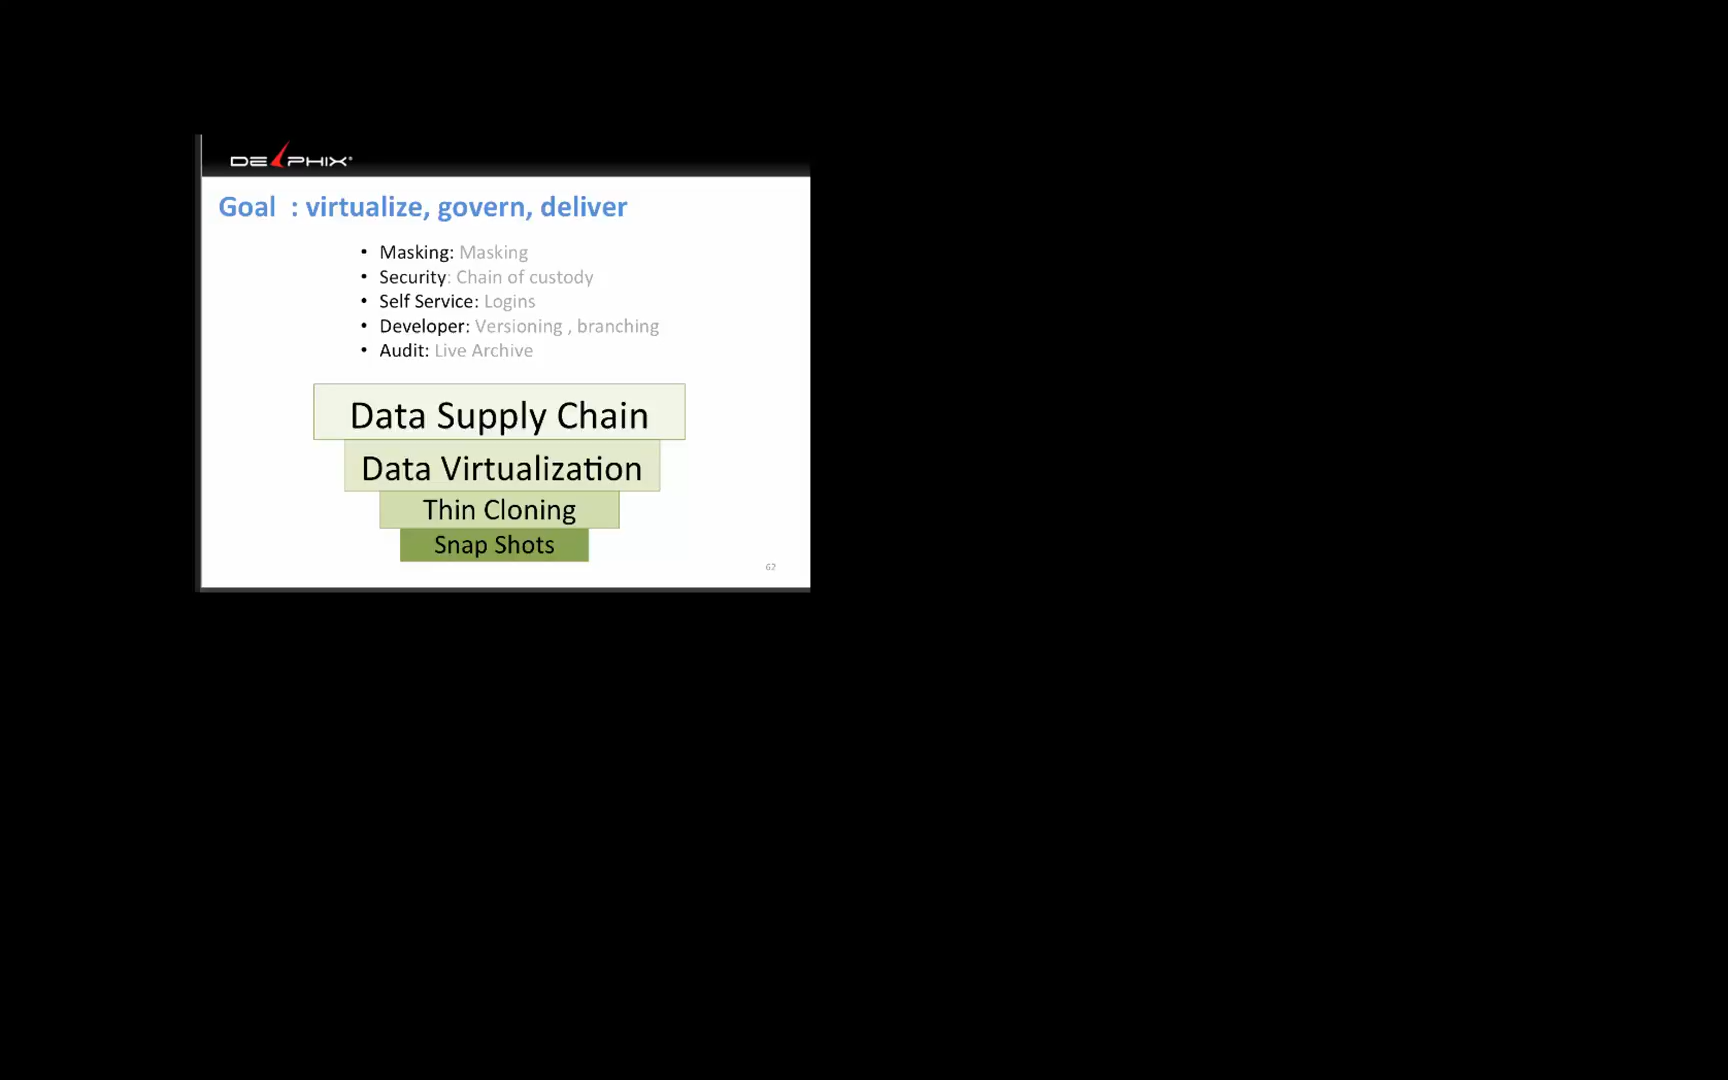 DELPHIX®
Goal : virtualize, govern, deliver
• Masking: Masking
• Security: Chain of custody
• Self Service: Logins
• Developer: Versioning , branching
• Audit: Live Archive
Data Supply Chain
Data Virtualization
Thin Cloning
Snap Shots
62